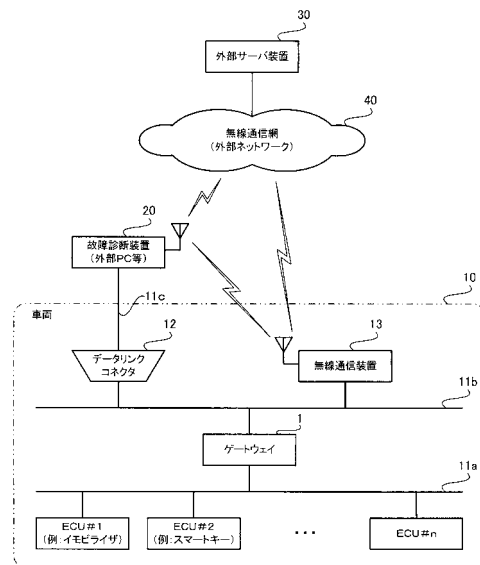 30
外部サーバ装置
40
無線通信網
(外部ネットワーク)
20
故障診断装置
(外部PC等)
11c
10
車両
12
データリンク
コネクタ
13
無線通信装置
11b
1
ゲートウェイ
11a
ECU#1
(例:イモビライザ)
ECU#2
(例:スマートキー)
...
ECU#n